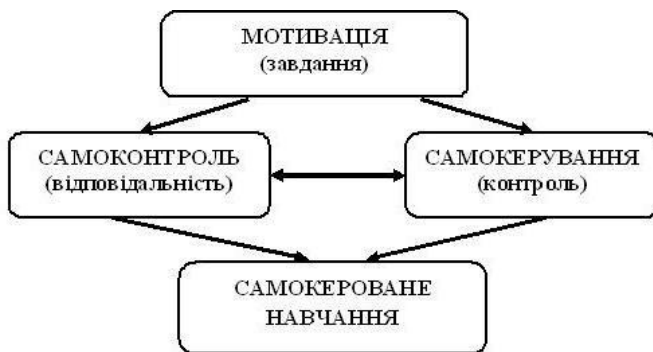 МОТИВАЦІЯ
(завдання)
САМОКОНТРОЛЬ
(відповідальність)
САМОКЕРУВАННЯ
(контроль)
САМОКЕРОВАНЕ
НАВЧАННЯ